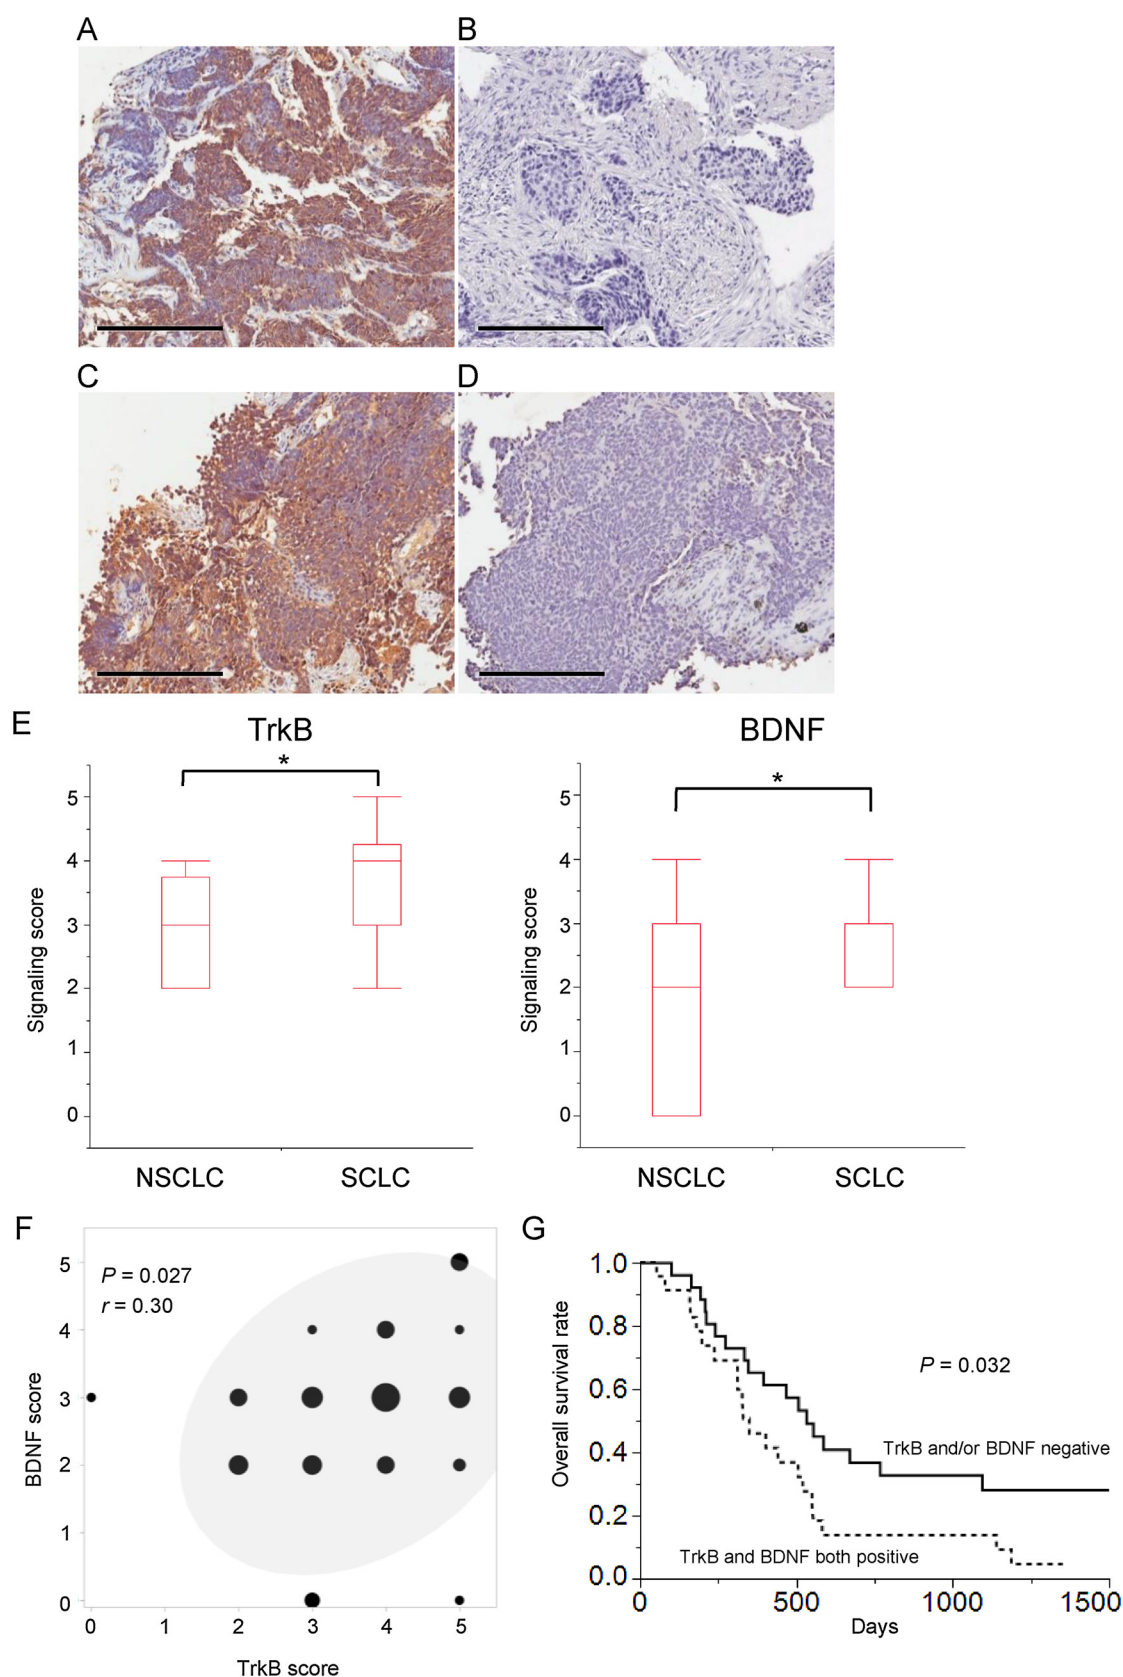 A
B
C
D
E
TrkB
BDNF
*
*
5
4
3
2
1
0
Signaling score
NSCLC
SCLC
5
4
3
2
1
0
Signaling score
NSCLC
SCLC
F
P = 0.027
r = 0.30
5
4
3
2
1
0
BDNF score
0
1
2
3
4
5
TrkB score
G
1.0
0.8
0.6
0.4
0.2
0.0
Overall survival rate
P = 0.032
TrkB and/or BDNF negative
TrkB and BDNF both positive
0
500
1000
1500
Days